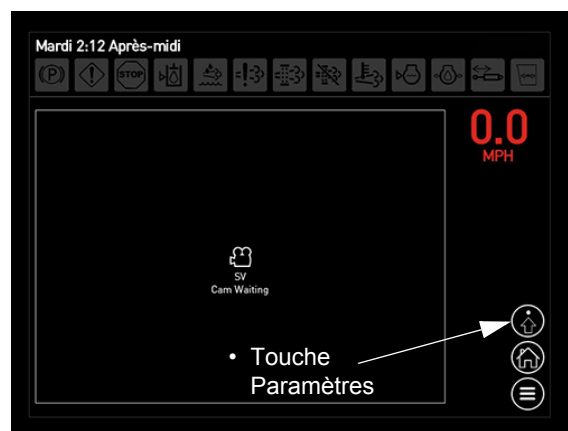 Mardi 2:12 Après-midi
(P) STOP
0.0
MPH
SV
Cam Waiting
• Touche
Paramètres